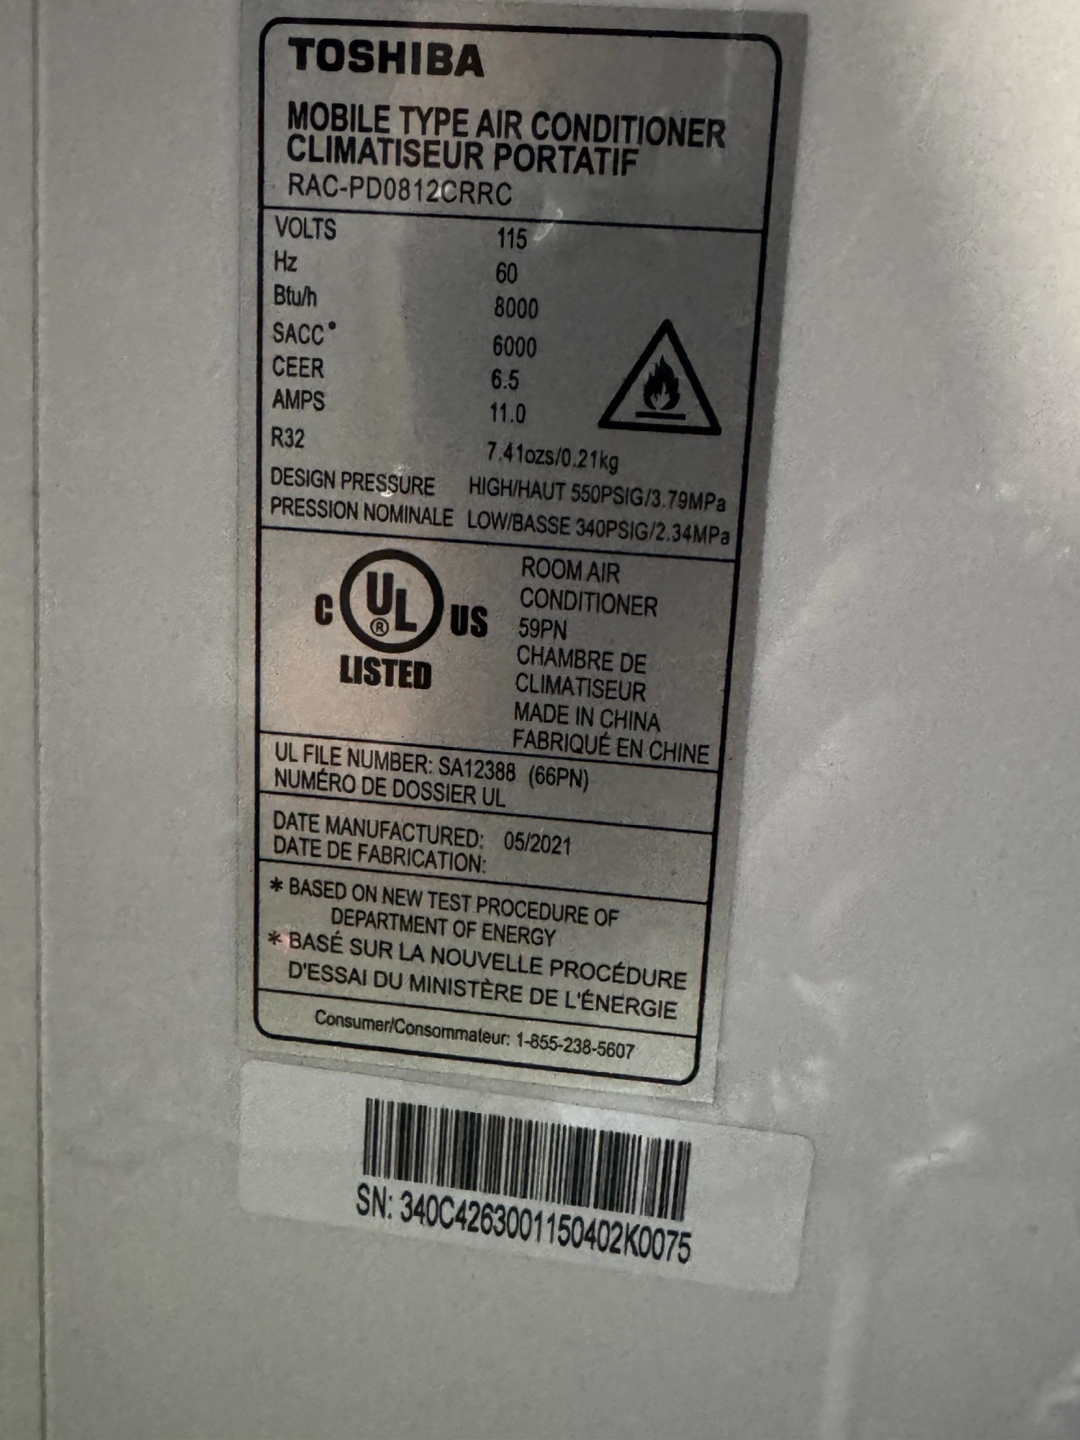 TOSHIBA
MOBILE TYPE AIR CONDITIONER
CLIMATISEUR PORTATIF
RAC-PD0812CRRC
VOLTS 115
Hz 60
Btu/h 8000
SACC* 6000
CEER 6.5
AMPS 11.0
R32 7.41ozs/0.21kg
DESIGN PRESSURE HIGH/HAUT 550PSIG/3.79MPa
PRESSION NOMINALE LOW/BASSE 340PSIG/2.34MPa
C UL ® US
LISTED
ROOM AIR
CONDITIONER
59PN
CHAMBRE DE
CLIMATISEUR
MADE IN CHINA
FABRIQUÉ EN CHINE
UL FILE NUMBER: SA12388 (66PN)
NUMÉRO DE DOSSIER UL
DATE MANUFACTURED: 05/2021
DATE DE FABRICATION:
* BASED ON NEW TEST PROCEDURE OF
DEPARTMENT OF ENERGY
* BASÉ SUR LA NOUVELLE PROCÉDURE
D'ESSAI DU MINISTÈRE DE L'ÉNERGIE
Consumer/Consommateur: 1-855-238-5607
SN: 340C4263001150402K0075